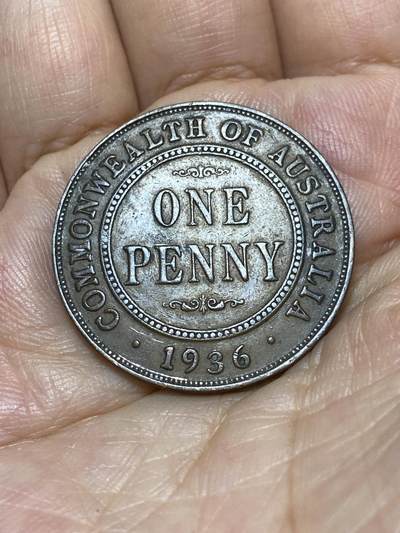 COMMONWEALTH OF AUSTRALIA
ONE
PENNY
· 1936 ·